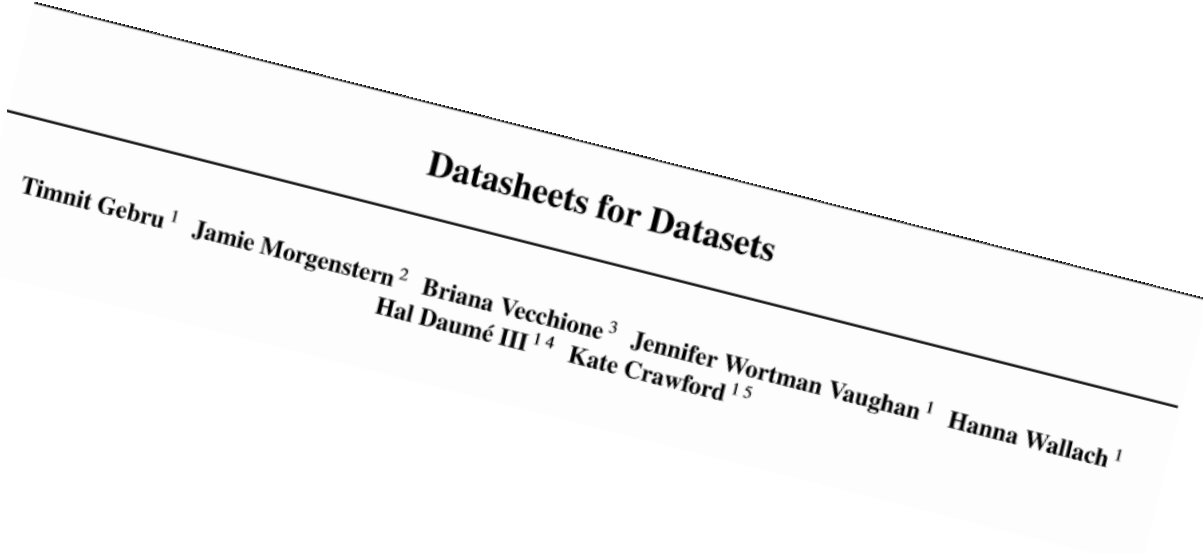 Datasheets for Datasets
Timnit Gebru 1 Jamie Morgenstern 2 Briana Vecchione 3 Jennifer Wortman Vaughan 1 Hanna Wallach 1
Hal Daumé III 1 4 Kate Crawford 1 5